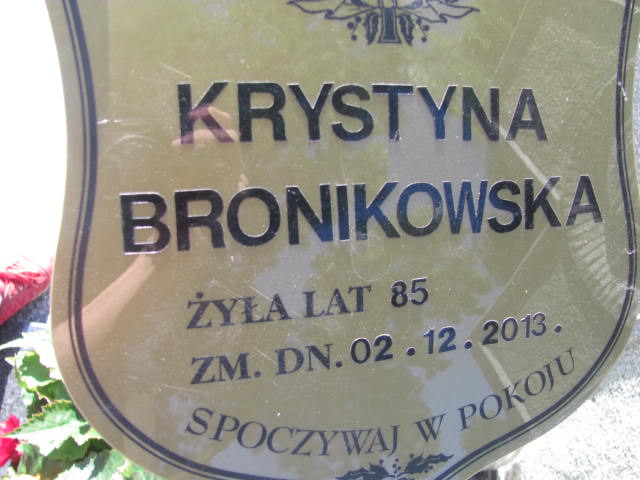 KRYSTYNA
BRONIKOWSKA
ŻYŁA LAT 85
ZM. DN. 02.12.2013.
SPOCZYWAJ W POKOJU